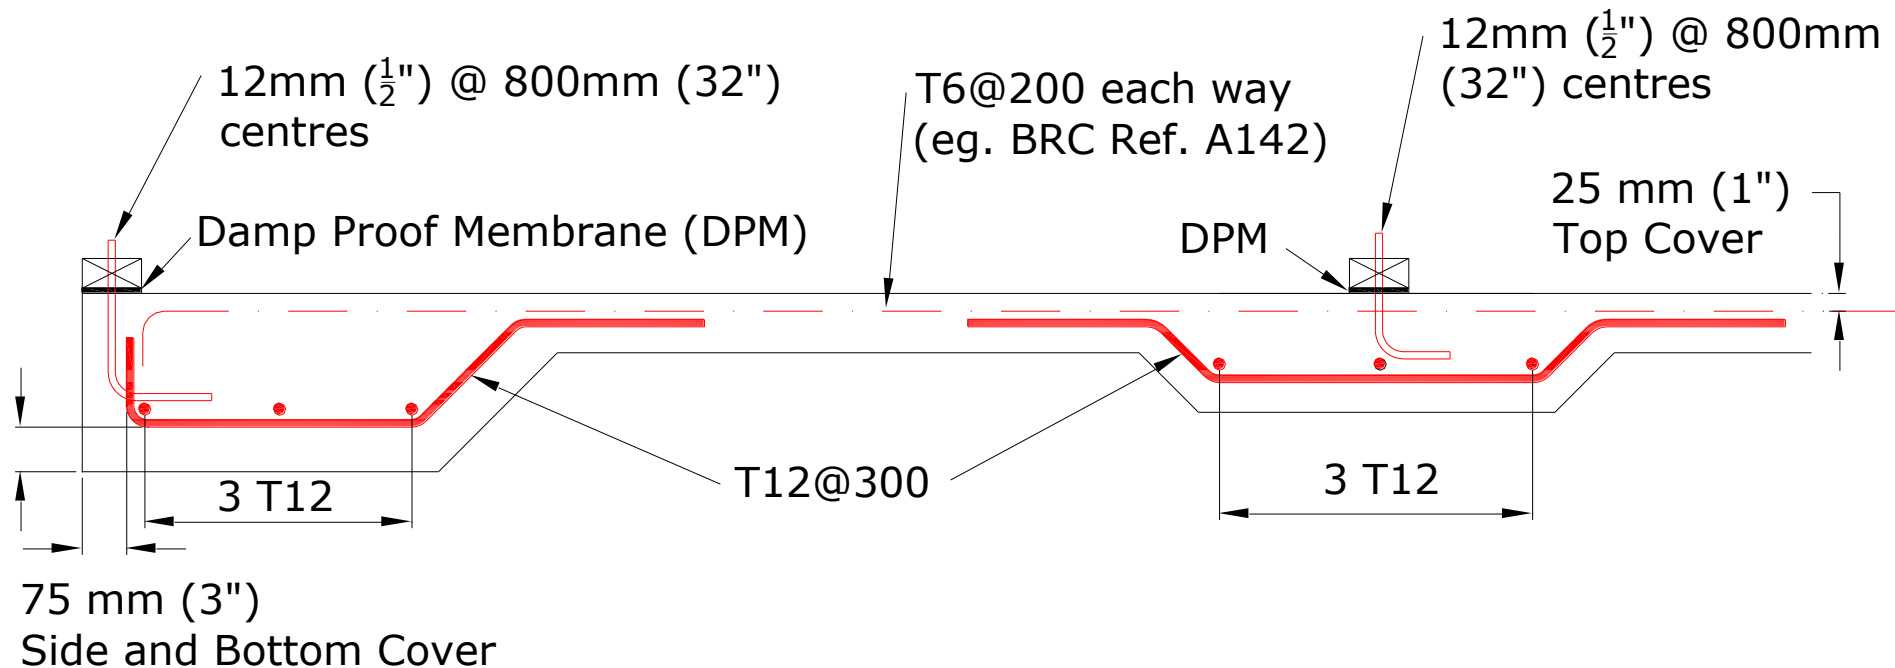 12mm (½") @ 800mm (32")
centres
T6@200 each way
(eg. BRC Ref. A142)
12mm (½") @ 800mm
(32") centres
25 mm (1")
Top Cover
Damp Proof Membrane (DPM)
DPM
T12@300
3 T12
3 T12
75 mm (3")
Side and Bottom Cover